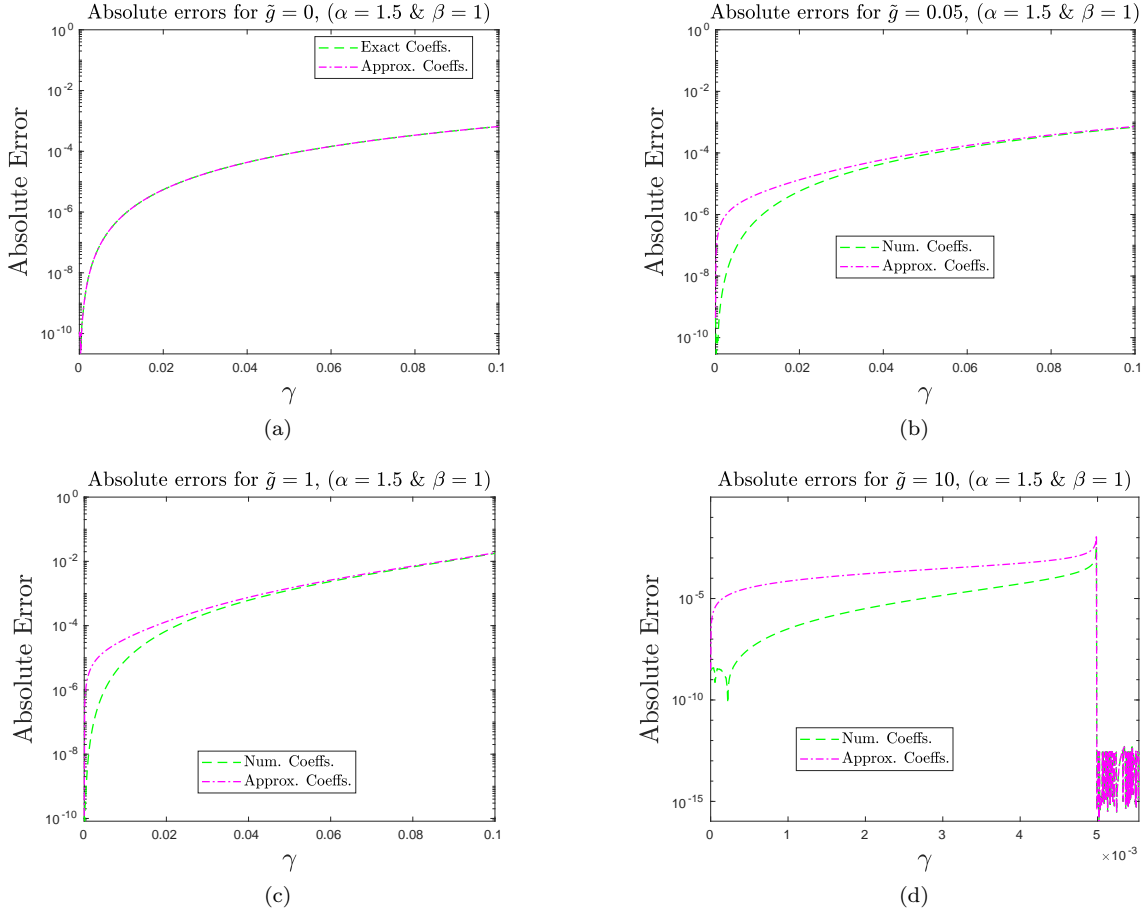 Absolute errors for g̃ = 0, (α = 1.5 & β = 1)
10^0
10^-2
10^-4
10^-6
10^-8
10^-10
Absolute Error
Exact Coeffs.
Approx. Coeffs.
0
0.02
0.04
0.06
0.08
0.1
γ
(a)
Absolute errors for g̃ = 0.05, (α = 1.5 & β = 1)
10^0
10^-2
10^-4
10^-6
10^-8
10^-10
Absolute Error
Num. Coeffs.
Approx. Coeffs.
0
0.02
0.04
0.06
0.08
0.1
γ
(b)
Absolute errors for g̃ = 1, (α = 1.5 & β = 1)
10^0
10^-2
10^-4
10^-6
10^-8
10^-10
Absolute Error
Num. Coeffs.
Approx. Coeffs.
0
0.02
0.04
0.06
0.08
0.1
γ
(c)
Absolute errors for g̃ = 10, (α = 1.5 & β = 1)
10^-5
10^-10
10^-15
Absolute Error
Num. Coeffs.
Approx. Coeffs.
0
1
2
3
4
5
×10^-3
γ
(d)